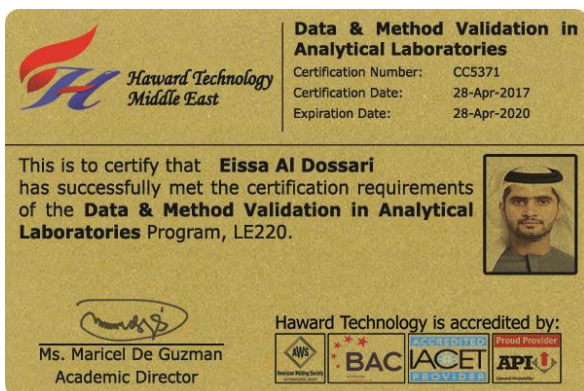 Haward Technology
Middle East
Data & Method Validation in
Analytical Laboratories
Certification Number: CC5371
Certification Date: 28-Apr-2017
Expiration Date: 28-Apr-2020
This is to certify that Eissa Al Dossari
has successfully met the certification requirements
of the Data & Method Validation in Analytical
Laboratories Program, LE220.
Ms. Maricel De Guzman
Academic Director
Haward Technology is accredited by:
AWS
American Welding Society
BAC
ACCREDITED
IACET
PROVIDER
Proud Provider
API